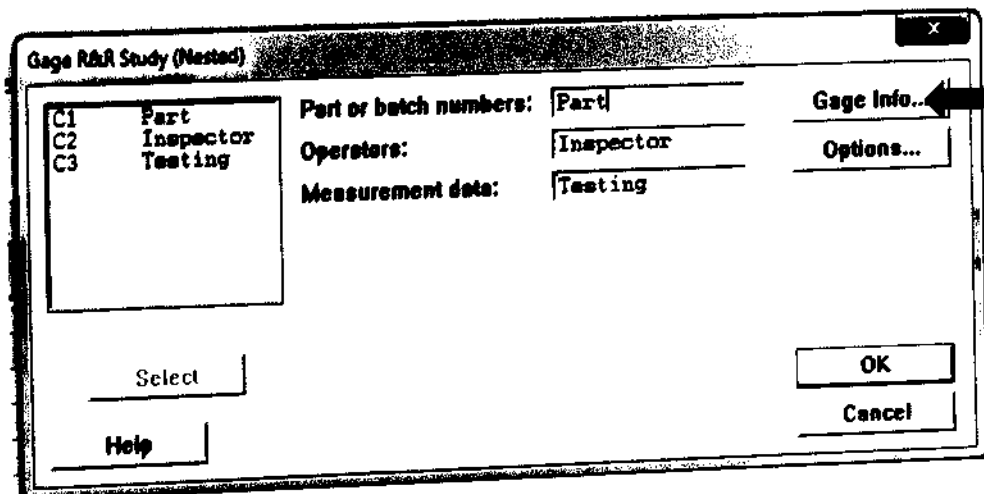 Gage R&R Study (Nested)
x
C1 Part
C2 Inspector
C3 Testing
Part or batch numbers: Part
Operators: Inspector
Measurement data: Testing
Gage Info...
Options...
Select
Help
OK
Cancel